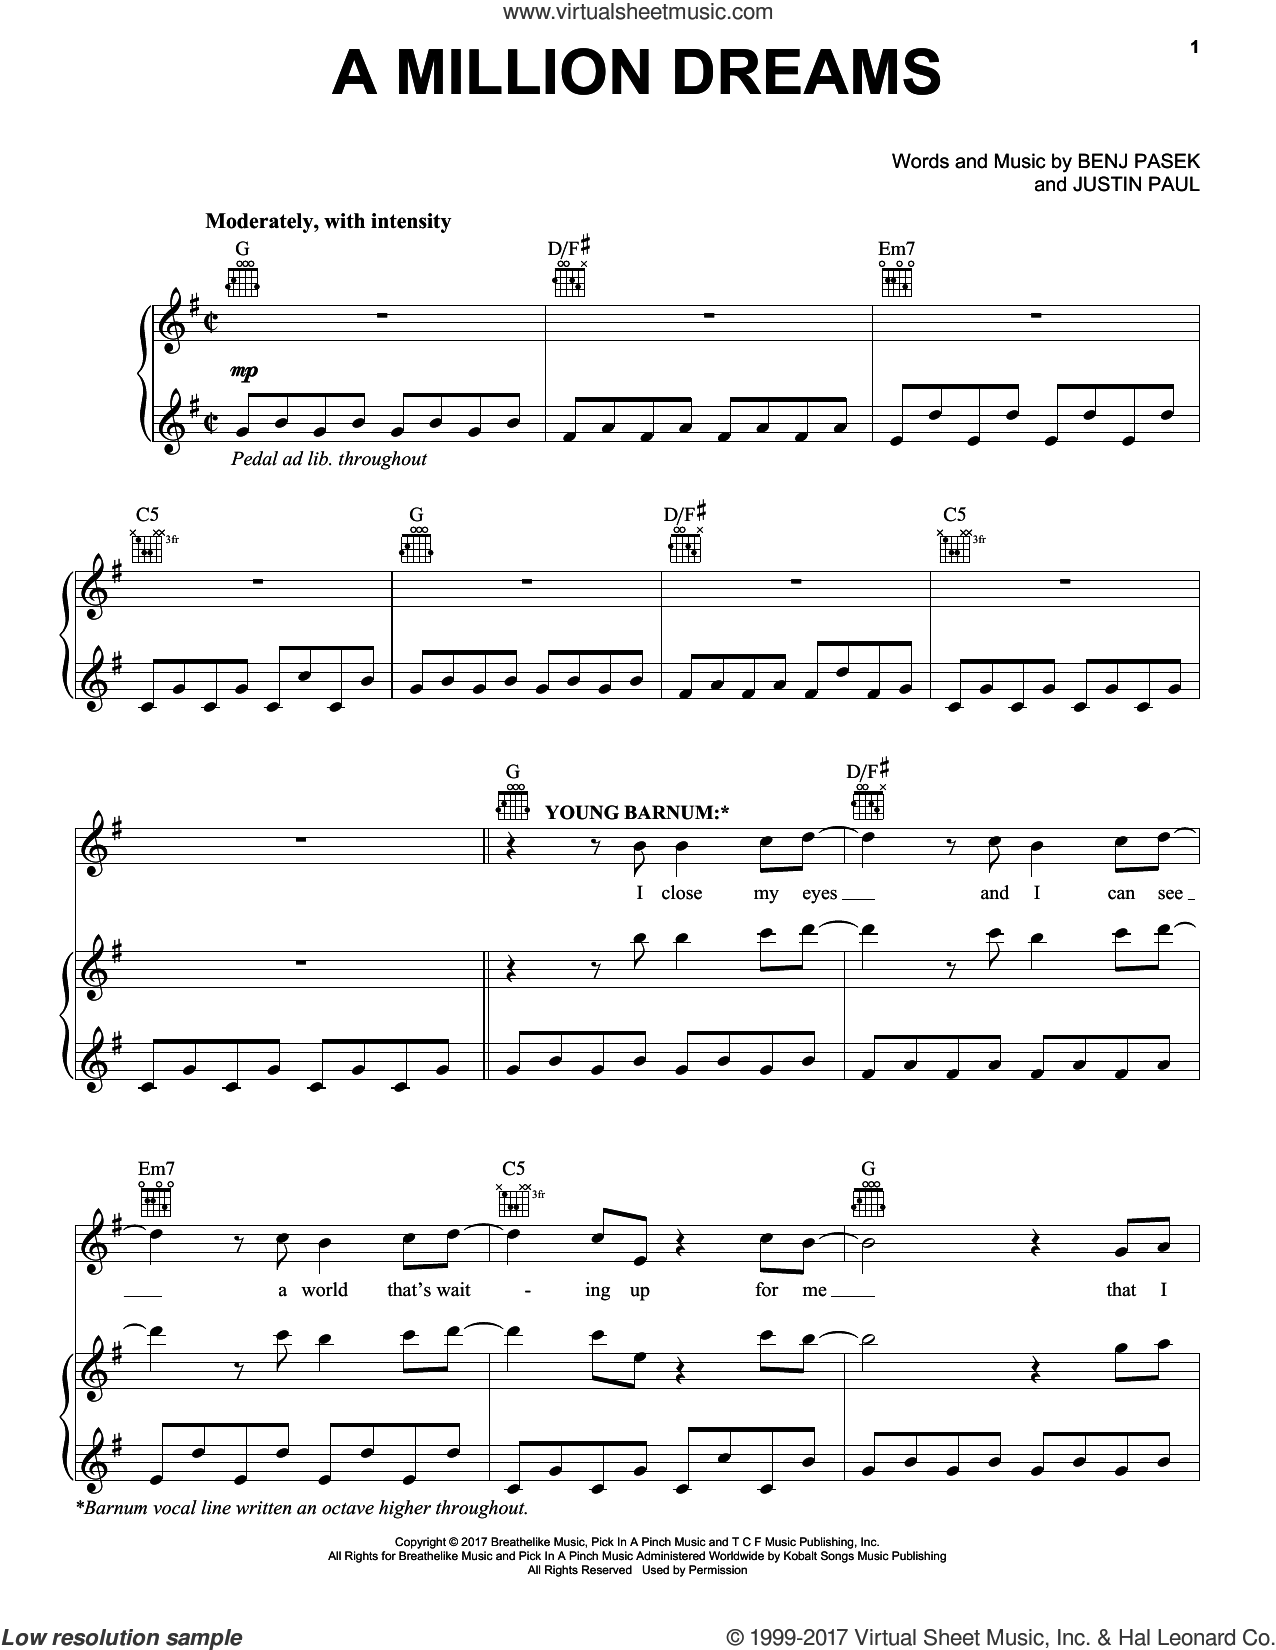 www.virtualsheetmusic.com
1
A MILLION DREAMS
Words and Music by BENJ PASEK
and JUSTIN PAUL
Moderately, with intensity
G D/F♯ Em7
mp
Pedal ad lib. throughout
C5 G D/F♯ C5
3fr 3fr
G D/F♯
YOUNG BARNUM:*
I close my eyes and I can see
Em7 C5 G
3fr
a world that's wait - ing up for me that I
*Barnum vocal line written an octave higher throughout.
Copyright © 2017 Breathelike Music, Pick In A Pinch Music and T C F Music Publishing, Inc.
All Rights for Breathelike Music and Pick In A Pinch Music Administered Worldwide by Kobalt Songs Music Publishing
All Rights Reserved Used by Permission
Low resolution sample © 1999-2017 Virtual Sheet Music, Inc. & Hal Leonard Co.